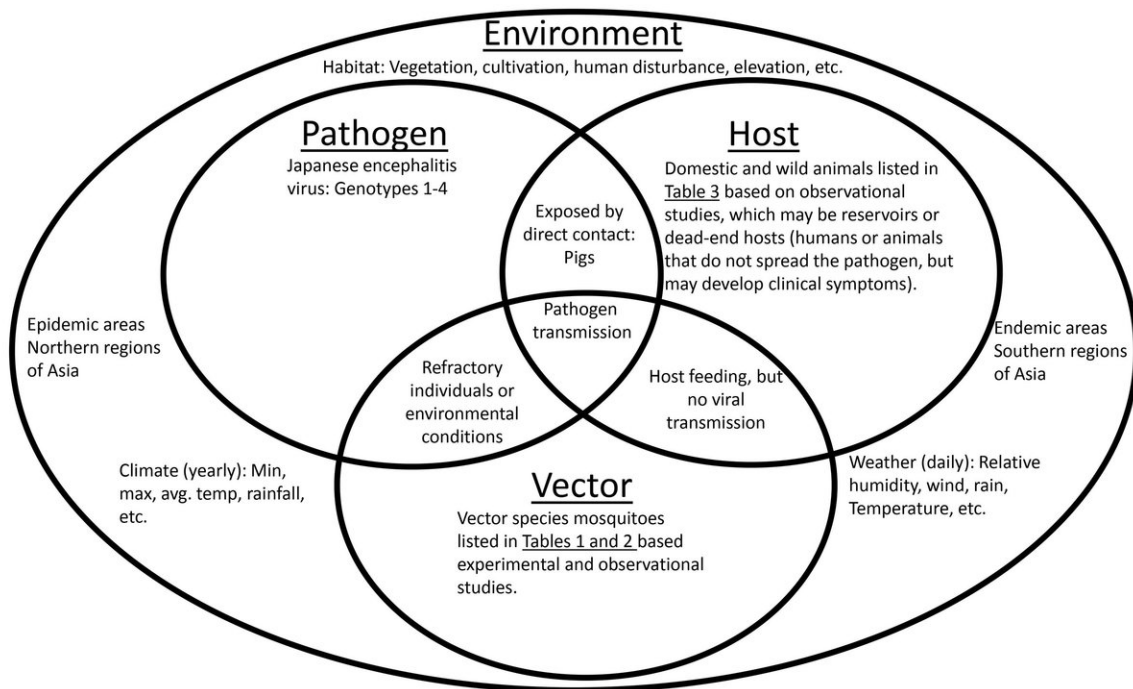 Environment
Habitat: Vegetation, cultivation, human disturbance, elevation, etc.
Pathogen
Japanese encephalitis
virus: Genotypes 1-4
Host
Domestic and wild animals listed in
Table 3 based on observational
studies, which may be reservoirs or
dead-end hosts (humans or animals
that do not spread the pathogen, but
may develop clinical symptoms).
Exposed by
direct contact:
Pigs
Pathogen
transmission
Epidemic areas
Northern regions
of Asia
Endemic areas
Southern regions
of Asia
Refractory
individuals or
environmental
conditions
Host feeding, but
no viral
transmission
Climate (yearly): Min,
max, avg. temp, rainfall,
etc.
Weather (daily): Relative
humidity, wind, rain,
Temperature, etc.
Vector
Vector species mosquitoes
listed in Tables 1 and 2 based
experimental and observational
studies.